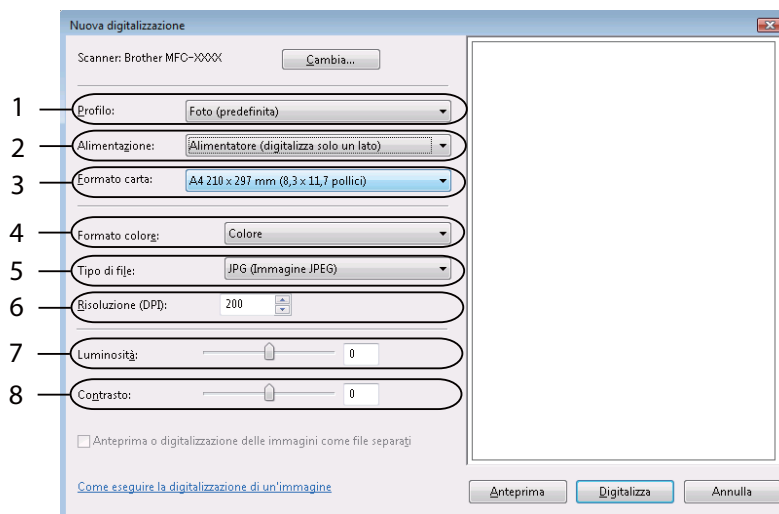 Nuova digitalizzazione
Scanner: Brother MFC-XXXX
Cambia...
1
Profilo:
Foto (predefinita)
2
Alimentazione:
Alimentatore (digitalizza solo un lato)
3
Formato carta:
A4 210 x 297 mm (8,3 x 11,7 pollici)
4
Formato colore:
Colore
5
Tipo di file:
JPG (Immagine JPEG)
6
Risoluzione (DPI):
200
7
Luminosità:
0
8
Contrasto:
0
Anteprima o digitalizzazione delle immagini come file separati
Come eseguire la digitalizzazione di un'immagine
Anteprima
Digitalizza
Annulla